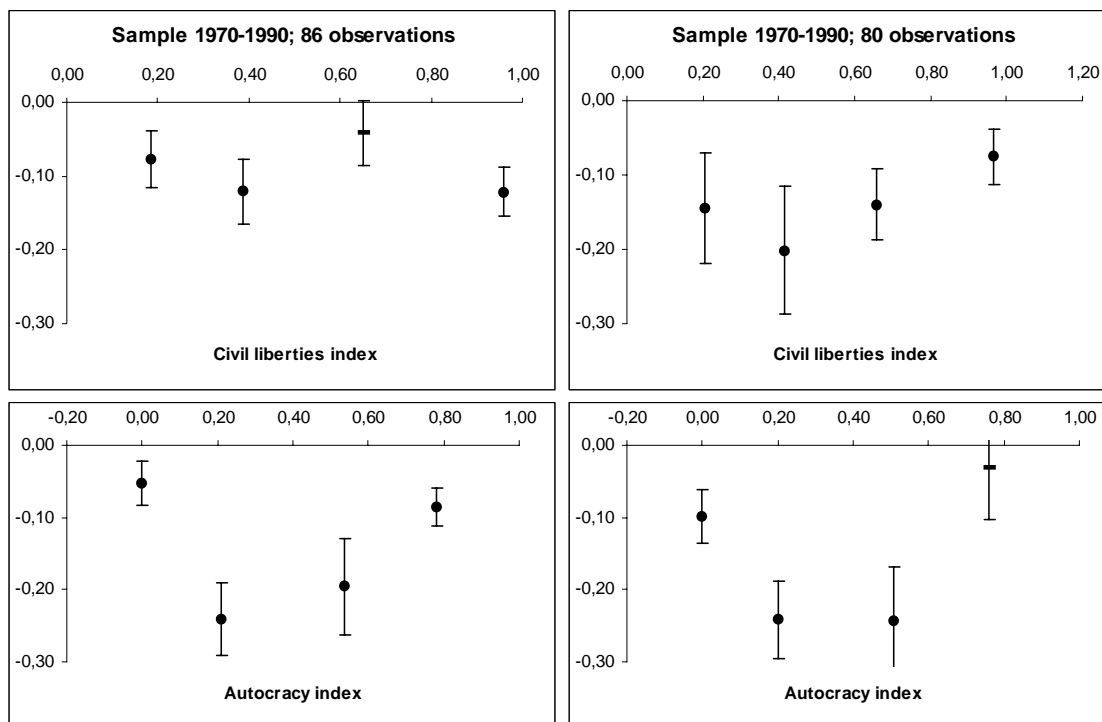 Sample 1970-1990; 86 observations
0,00 0,20 0,40 0,60 0,80 1,00
0,00
-0,10
-0,20
-0,30
Civil liberties index
Sample 1970-1990; 80 observations
0,00 0,20 0,40 0,60 0,80 1,00 1,20
0,00
-0,10
-0,20
-0,30
Civil liberties index
-0,20 0,00 0,20 0,40 0,60 0,80 1,00
0,00
-0,10
-0,20
-0,30
Autocracy index
-0,20 0,00 0,20 0,40 0,60 0,80 1,00
0,00
-0,10
-0,20
-0,30
Autocracy index